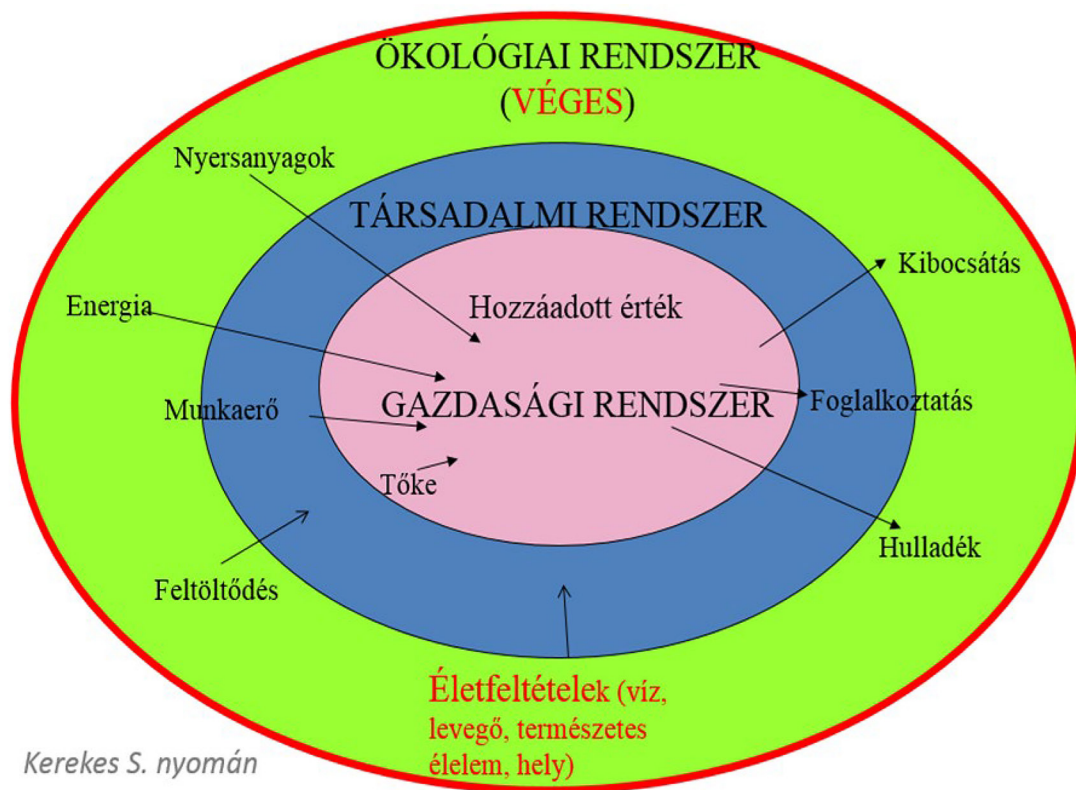 ÖKOLÓGIAI RENDSZER
(VÉGES)
Nyersanyagok
TÁRSADALMI RENDSZER
Kibocsátás
Hozzáadott érték
Energia
Munkaerő
GAZDASÁGI RENDSZER
Foglalkoztatás
Tőke
Hulladék
Feltöltődés
Életfeltételek (víz,
levegő, természetes
élelem, hely)
Kerekes S. nyomán